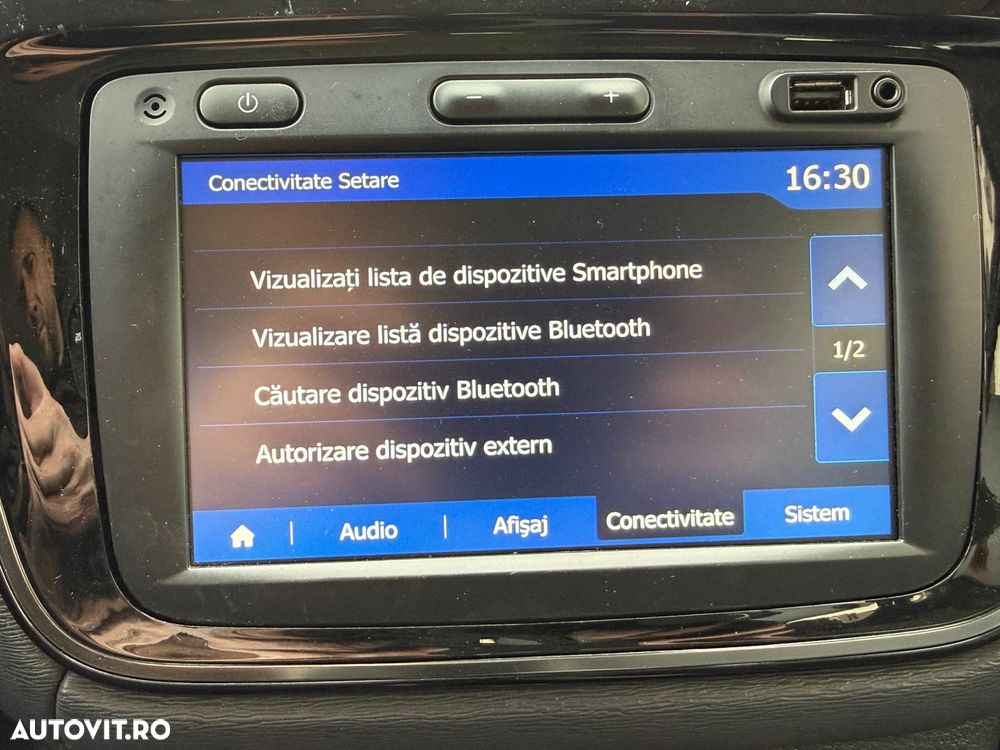 Conectivitate Setare
16:30
Vizualizați lista de dispozitive Smartphone
Vizualizare listă dispozitive Bluetooth
1/2
Căutare dispozitiv Bluetooth
Autorizare dispozitiv extern
Audio
Afișaj
Conectivitate
Sistem
AUTOVIT.RO